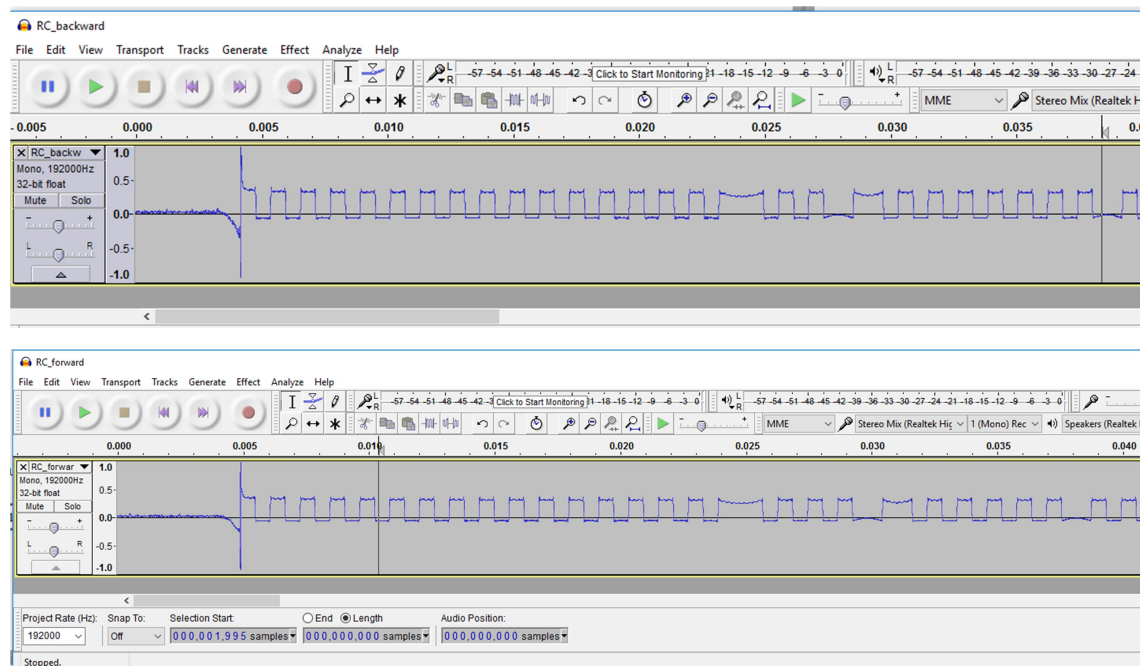 RC_backward
File Edit View Transport Tracks Generate Effect Analyze Help
L R -57 -54 -51 -48 -45 -42 -3 Click to Start Monitoring 21 -18 -15 -12 -9 -6 -3 0 L R -57 -54 -51 -48 -45 -42 -39 -36 -33 -30 -27 -24
MME Stereo Mix (Realtek H
-0.005 0.000 0.005 0.010 0.015 0.020 0.025 0.030 0.035 0.0
RC_backw 1.0
Mono, 192000Hz
32-bit float 0.5
Mute Solo
- + 0.0
L R -0.5
-1.0
RC_forward
File Edit View Transport Tracks Generate Effect Analyze Help
L R -57 -54 -51 -48 -45 -42 -3 Click to Start Monitoring 21 -18 -15 -12 -9 -6 -3 0 L R -57 -54 -51 -48 -45 -42 -39 -36 -33 -30 -27 -24 -21 -18 -15 -12 -9 -6 -3 0
MME Stereo Mix (Realtek Hig 1 (Mono) Rec Speakers (Realtek
0.000 0.005 0.010 0.015 0.020 0.025 0.030 0.035 0.040
RC_forwar 1.0
Mono, 192000Hz
32-bit float 0.5
Mute Solo
- + 0.0
L R -0.5
-1.0
Project Rate (Hz): Snap To: Selection Start: End Length Audio Position:
192000 Off 000,001,995 samples 000,000,000 samples 000,000,000 samples
Stopped.